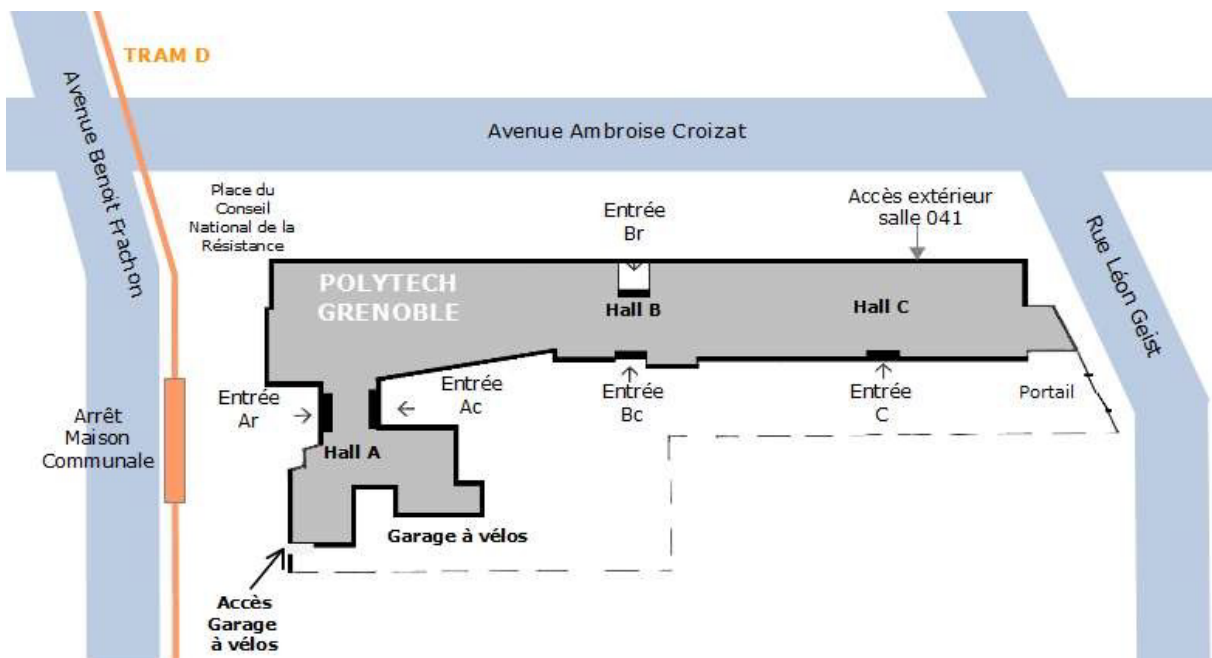 TRAM D
Avenue Benoit Frachon
Avenue Ambroise Croizat
Place du
Conseil
National de la
Résistance
Entrée
Br
Accès extérieur
salle 041
Rue Léon Geist
POLYTECH
GRENOBLE
Hall B
Hall C
Entrée
Ar
Entrée
Ac
Entrée
Bc
Entrée
C
Portail
Arrêt
Maison
Communale
Hall A
Garage à vélos
Accès
Garage
à vélos